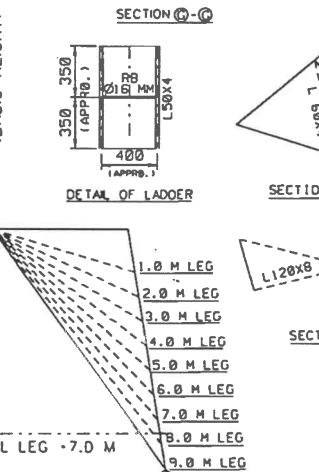 SECTION G-G
350
350
(APPRO.)
RB
Ø16 MM
L50X4
400
(APPRO.)
DETAIL OF LADDER
SECTIO
L120X8
SECT
1.0 M LEG
2.0 M LEG
3.0 M LEG
4.0 M LEG
5.0 M LEG
6.0 M LEG
7.0 M LEG
8.0 M LEG
9.0 M LEG
L LEG -7.0 M